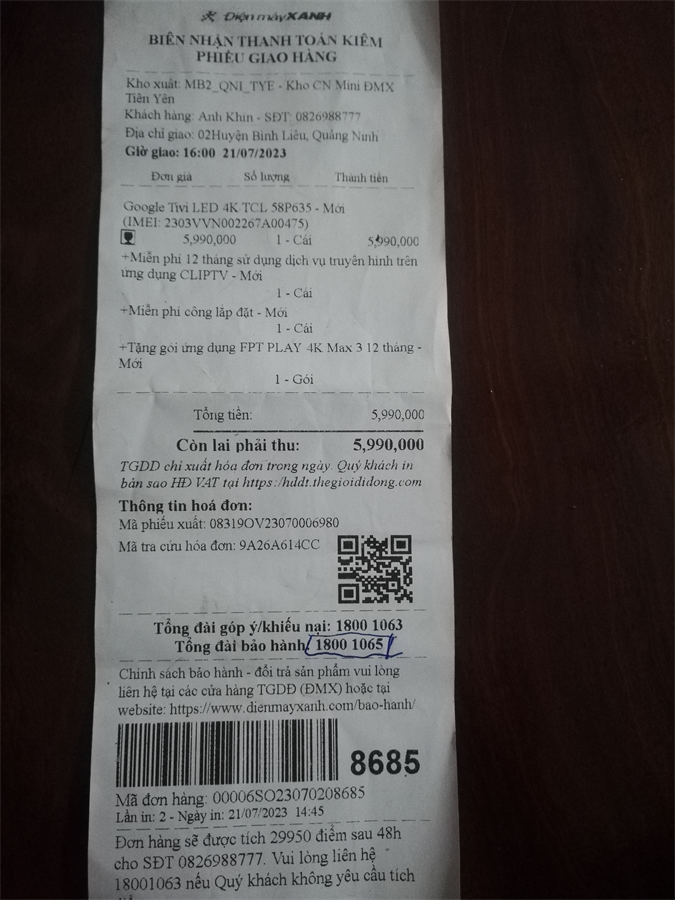 Điện máy XANH
BIÊN NHẬN THANH TOÁN KIÊM
PHIẾU GIAO HÀNG
Kho xuất: MB2_QNI_TYE - Kho CN Mini ĐMX
Tiên Yên
Khách hàng: Anh Khin - SĐT: 0826988777
Địa chỉ giao: 02Huyện Bình Liêu, Quảng Ninh
Giờ giao: 16:00 21/07/2023
Đơn giá Số lượng Thành tiền
Google Tivi LED 4K TCL 58P635 - Mới
(IMEI: 2303VVN002267A00475)
5,990,000 1 - Cái 5,990,000
+Miễn phí 12 tháng sử dụng dịch vụ truyền hình trên
ứng dụng CLIPTV - Mới
1 - Cái
+Miễn phí công lắp đặt - Mới
1 - Cái
+Tặng gói ứng dụng FPT PLAY 4K Max 3 12 tháng -
Mới
1 - Gói
Tổng tiền: 5,990,000
Còn lại phải thu: 5,990,000
TGDD chỉ xuất hóa đơn trong ngày. Quý khách in
bản sao HĐ VAT tại https:/hddt.thegioididong.com
Thông tin hoá đơn:
Mã phiếu xuất: 08319OV23070006980
Mã tra cứu hóa đơn: 9A26A614CC
Tổng đài góp ý/khiếu nại: 1800 1063
Tổng đài bảo hành: 1800 1065
Chính sách bảo hành - đổi trả sản phẩm vui lòng
liên hệ tại các cửa hàng TGDĐ (ĐMX) hoặc tại
website: https://www.dienmayxanh.com/bao-hanh/
8685
Mã đơn hàng: 00006SO23070208685
Lần in: 2 - Ngày in: 21/07/2023 14:45
Đơn hàng sẽ được tích 29950 điểm sau 48h
cho SĐT 0826988777. Vui lòng liên hệ
18001063 nếu Quý khách không yêu cầu tích